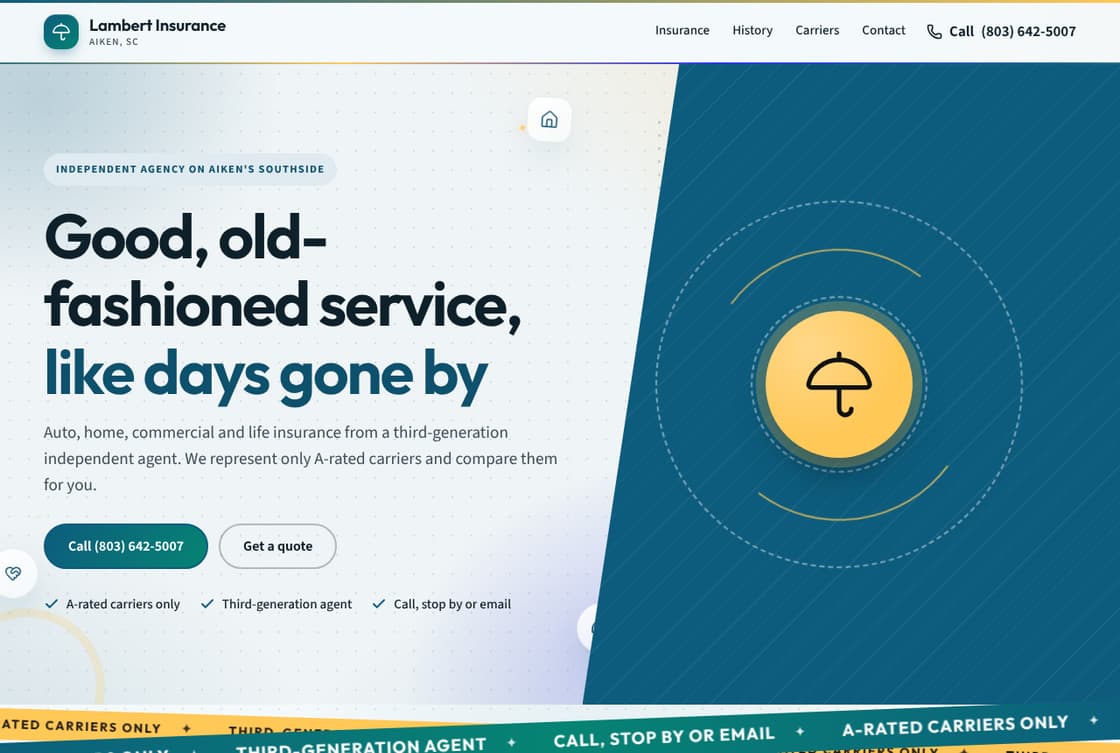 Lambert Insurance
AIKEN, SC
Insurance
History
Carriers
Contact
Call (803) 642-5007
INDEPENDENT AGENCY ON AIKEN'S SOUTHSIDE
Good, old-
fashioned service,
like days gone by
Auto, home, commercial and life insurance from a third-generation
independent agent. We represent only A-rated carriers and compare them
for you.
Call (803) 642-5007
Get a quote
A-rated carriers only
Third-generation agent
Call, stop by or email
ATED CARRIERS ONLY ✦
THIRD-GENERATION AGENT ✦ CALL, STOP BY OR EMAIL ✦ A-RATED CARRIERS ONLY ✦